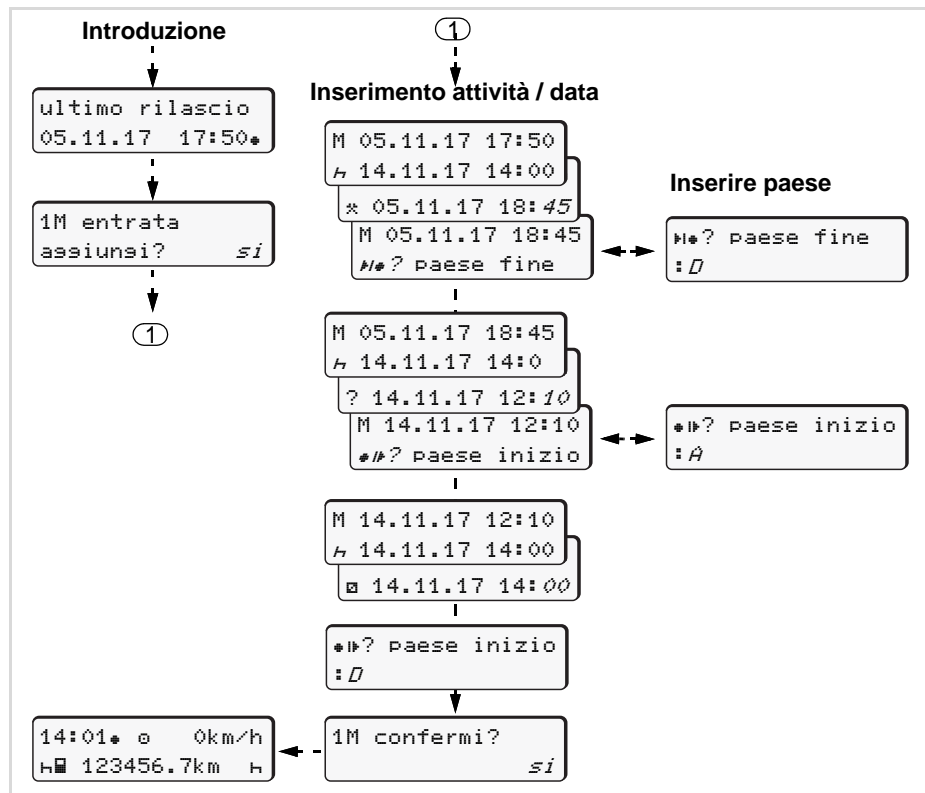 Introduzione
ultimo rilascio
05.11.17 17:50
1M entrata
aggiungi? si
1
1
Inserimento attività / data
M 05.11.17 17:50
14.11.17 14:00
05.11.17 18:45
M 05.11.17 18:45
? paese fine
Inserire paese
? paese fine
:D
M 05.11.17 18:45
14.11.17 14:0
? 14.11.17 12:10
M 14.11.17 12:10
? paese inizio
? paese inizio
:A
M 14.11.17 12:10
14.11.17 14:00
14.11.17 14:00
? paese inizio
:D
1M confermi?
si
14:01 0km/h
123456.7km